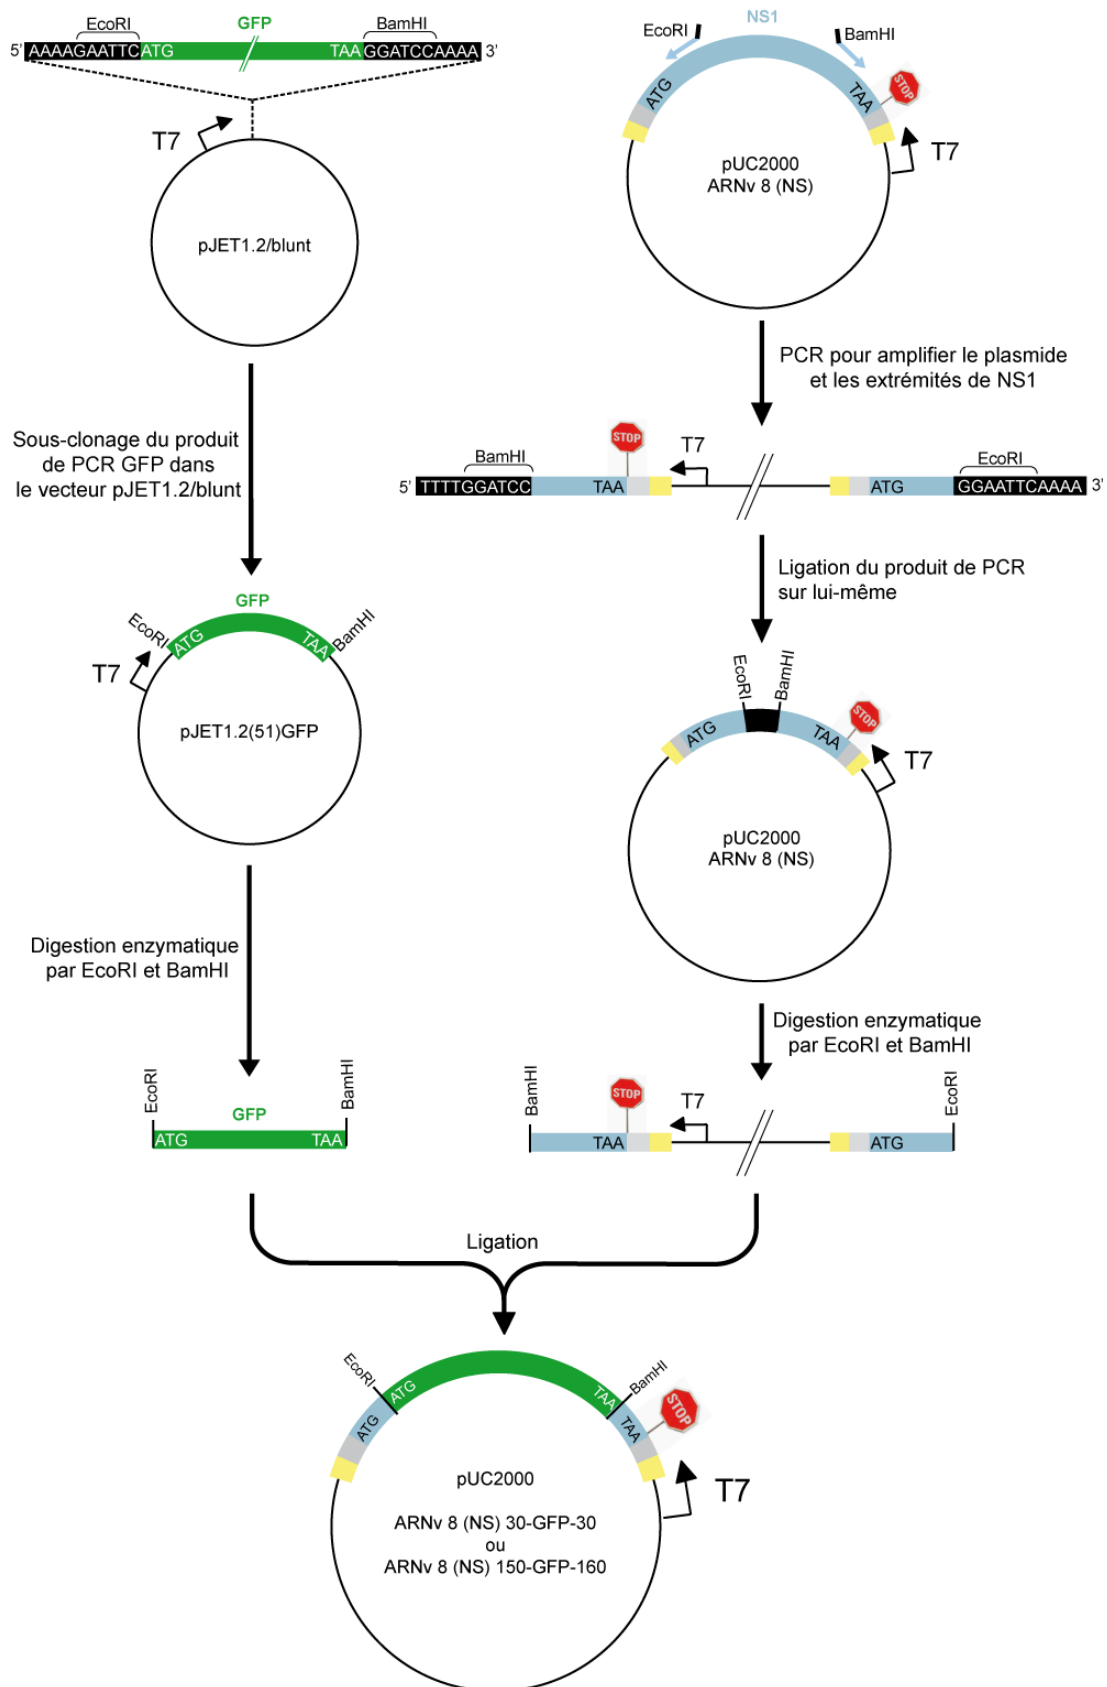 EcoRI
GFP
BamHI
5' AAAAGAATTCATG TAAGGATCCAAAA 3'
T7
pJET1.2/blunt
Sous-clonage du produit
de PCR GFP dans
le vecteur pJET1.2/blunt
GFP
EcoRI
ATG
TAA
BamHI
T7
pJET1.2(51)GFP
Digestion enzymatique
par EcoRI et BamHI
EcoRI
GFP
BamHI
ATG TAA
NS1
EcoRI
BamHI
ATG
TAA
STOP
T7
pUC2000
ARNv 8 (NS)
PCR pour amplifier le plasmide
et les extrémités de NS1
STOP
BamHI
T7
EcoRI
5' TTTTGGATCC TAA ATG GGAATTCAAAA 3'
Ligation du produit de PCR
sur lui-même
EcoRI
BamHI
ATG
TAA
STOP
T7
pUC2000
ARNv 8 (NS)
Digestion enzymatique
par EcoRI et BamHI
BamHI
STOP
T7
EcoRI
TAA ATG
Ligation
EcoRI
ATG
ATG
TAA
BamHI
TAA
STOP
T7
pUC2000
ARNv 8 (NS) 30-GFP-30
ou
ARNv 8 (NS) 150-GFP-160